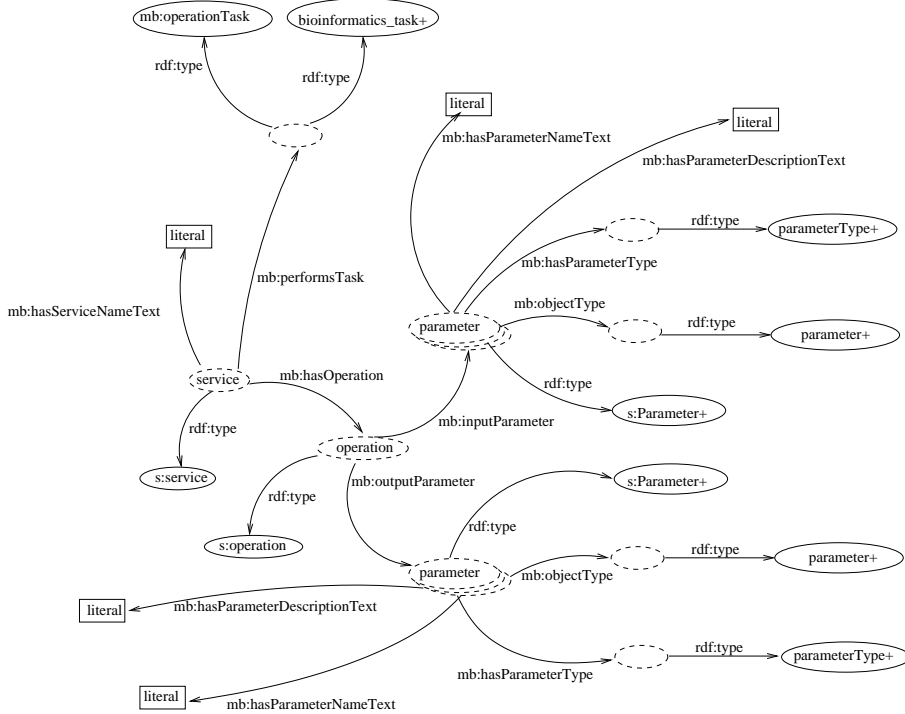 mb:operationTask
bioinformatics_task+
rdf:type
rdf:type
literal
literal
mb:hasParameterNameText
mb:hasParameterDescriptionText
literal
rdf:type
parameterType+
mb:hasParameterType
mb:performsTask
mb:hasServiceNameText
mb:objectType
parameter
rdf:type
parameter+
mb:hasOperation
service
rdf:type
s:Parameter+
mb:inputParameter
rdf:type
operation
s:service
mb:outputParameter
s:Parameter+
rdf:type
rdf:type
s:operation
parameter
rdf:type
parameter+
mb:objectType
literal
mb:hasParameterDescriptionText
rdf:type
parameterType+
mb:hasParameterType
literal
mb:hasParameterNameText